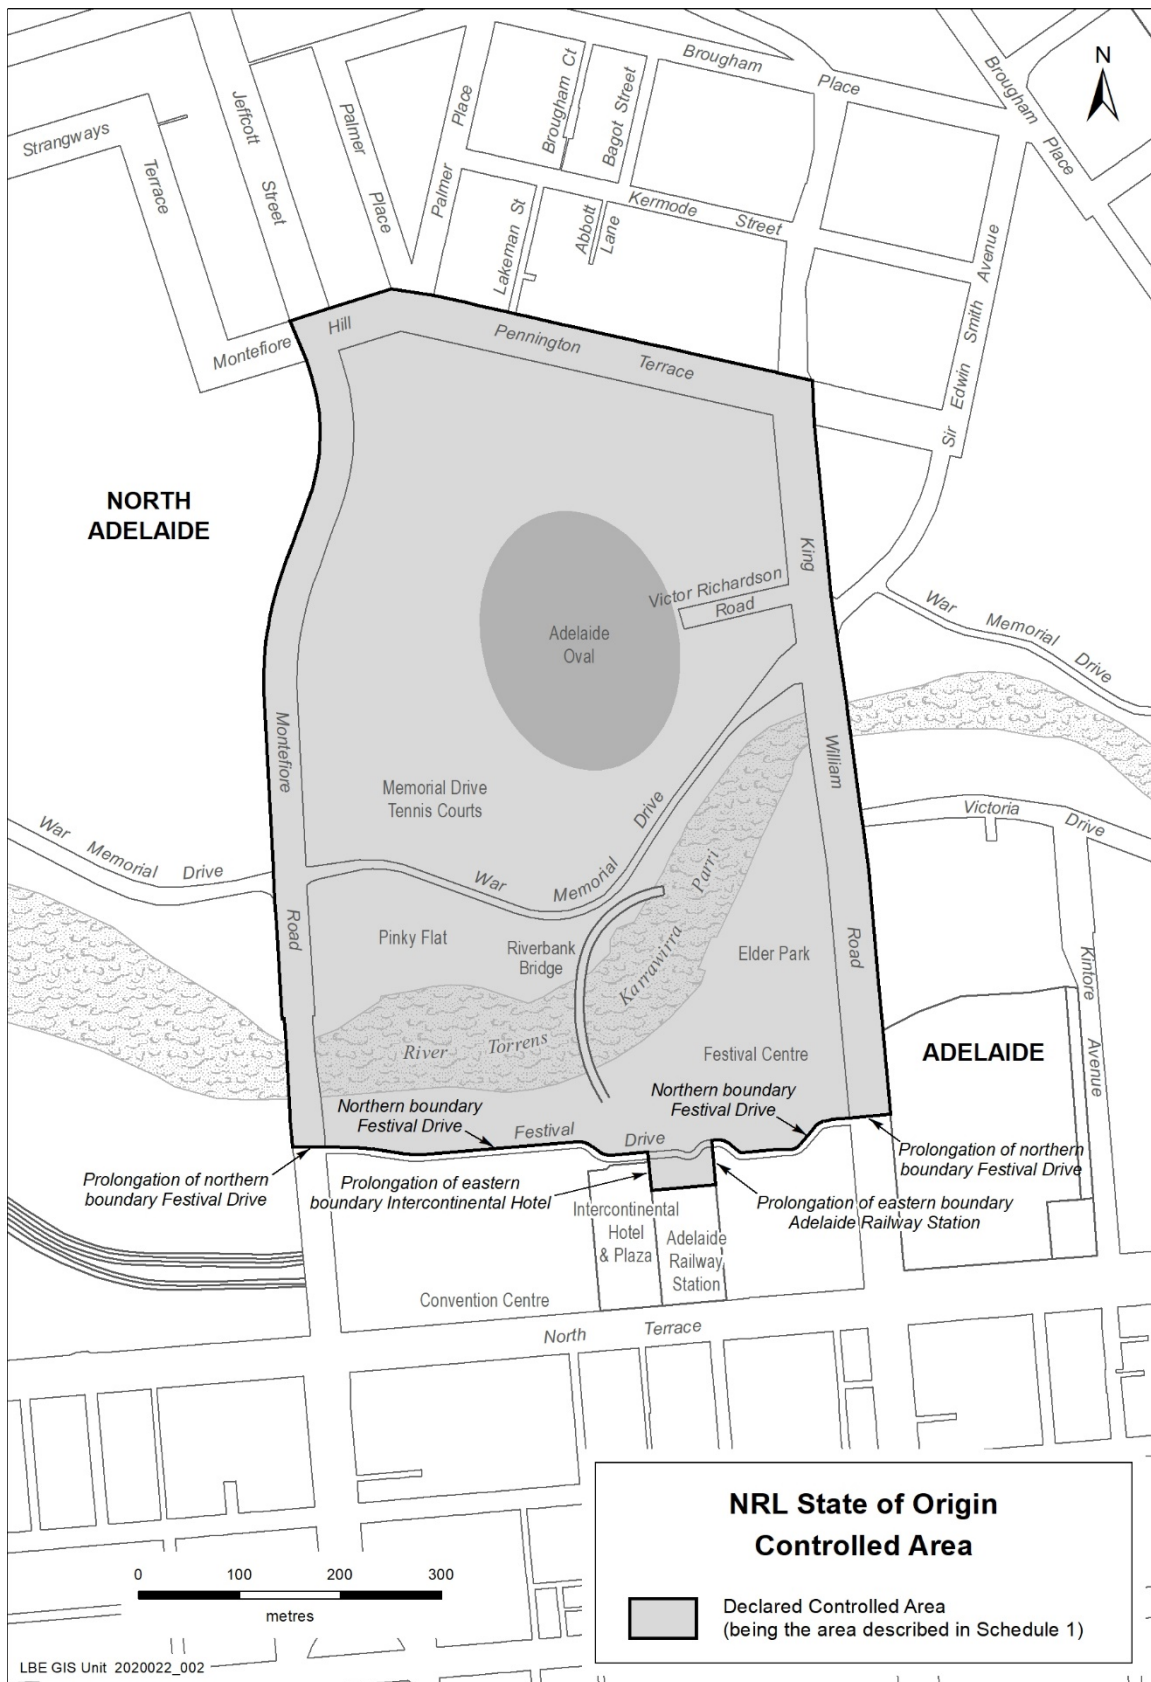 N
Brougham
Place
Brougham
Place
Brougham Ct
Bagot Street
Jeffcott
Street
Palmer
Place
Palmer
Place
Strangways
Terrace
Kermode
Street
Lakeman St
Abbott
Lane
Sir Edwin Smith Avenue
Montefiore
Hill
Pennington
Terrace
NORTH
ADELAIDE
King
William
Road
Victor Richardson
Road
War Memorial Drive
Adelaide
Oval
Montefiore
Road
Memorial Drive
Tennis Courts
War Memorial Drive
War Memorial Drive
Victoria
Drive
Pinky Flat
Riverbank
Bridge
Karrawirra Parri
Elder Park
Kintore
Avenue
River Torrens
Festival Centre
ADELAIDE
Northern boundary
Festival Drive
Northern boundary
Festival Drive
Festival Drive
Prolongation of northern
boundary Festival Drive
Prolongation of eastern
boundary Intercontinental Hotel
Prolongation of northern
boundary Festival Drive
Prolongation of eastern boundary
Adelaide Railway Station
Intercontinental
Hotel
& Plaza
Adelaide
Railway
Station
Convention Centre
North Terrace
NRL State of Origin
Controlled Area
Declared Controlled Area
(being the area described in Schedule 1)
0 100 200 300
metres
LBE GIS Unit 2020022_002